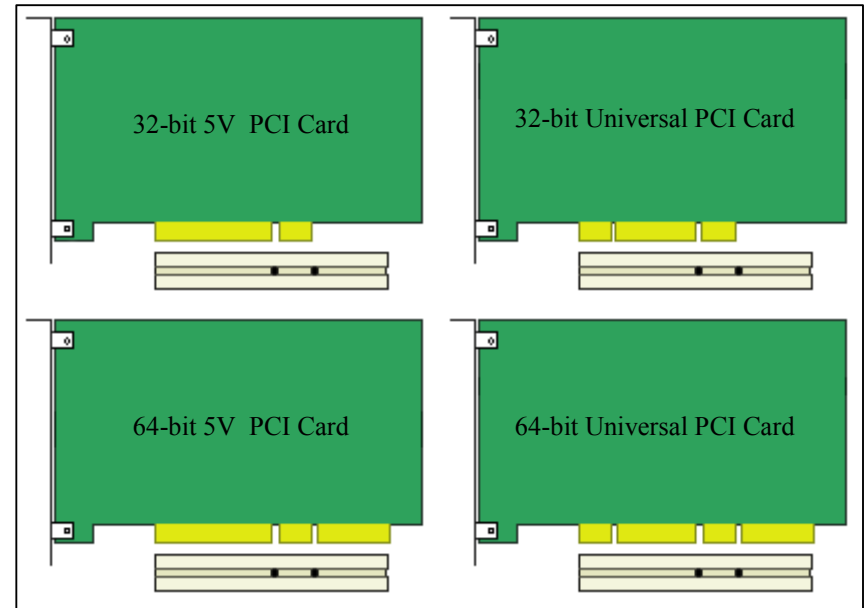 32-bit 5V  PCI Card
32-bit Universal PCI Card
64-bit 5V  PCI Card
64-bit Universal PCI Card